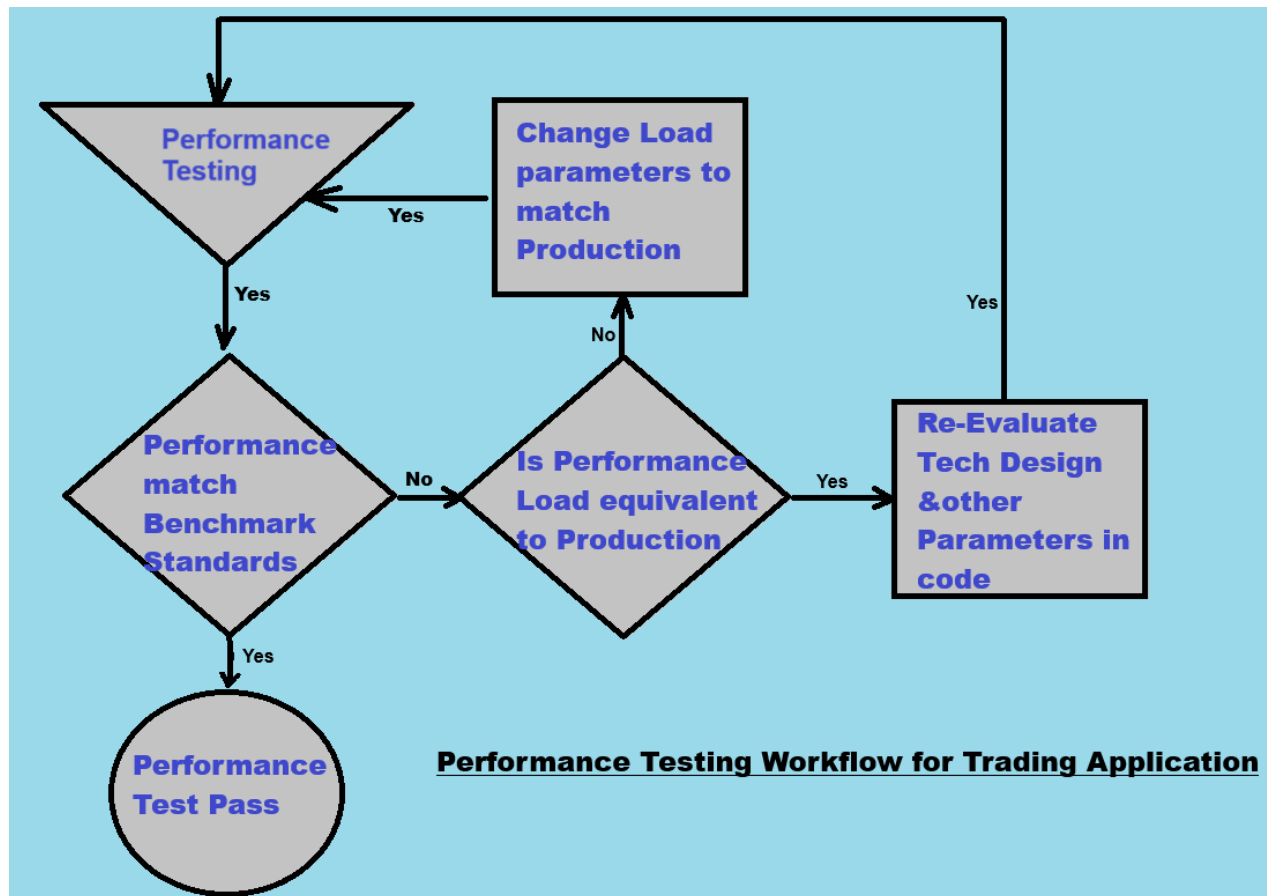 Performance
Testing
Yes
Change Load
parameters to
match
Production
Yes
No
Yes
Performance
match
Benchmark
Standards
No
Is Performance
Load equivalent
to Production
Yes
Re-Evaluate
Tech Design
&other
Parameters in
code
Yes
Performance
Test Pass
Performance Testing Workflow for Trading Application